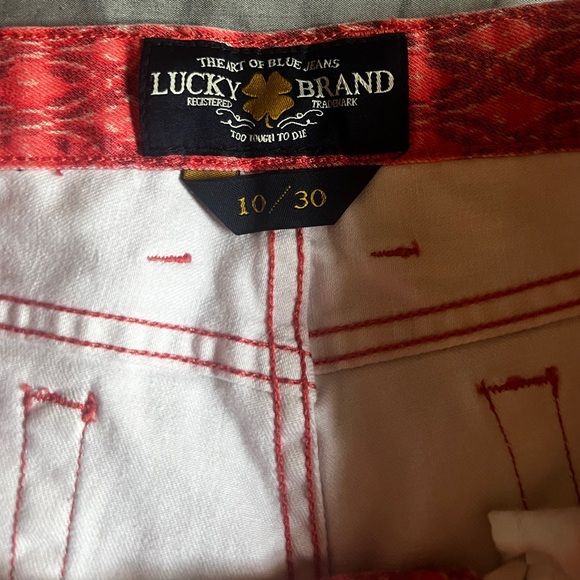 THE ART OF BLUE JEANS
LUCKY BRAND
REGISTERED TRADEMARK
TOO TOUGH TO DIE
10/30